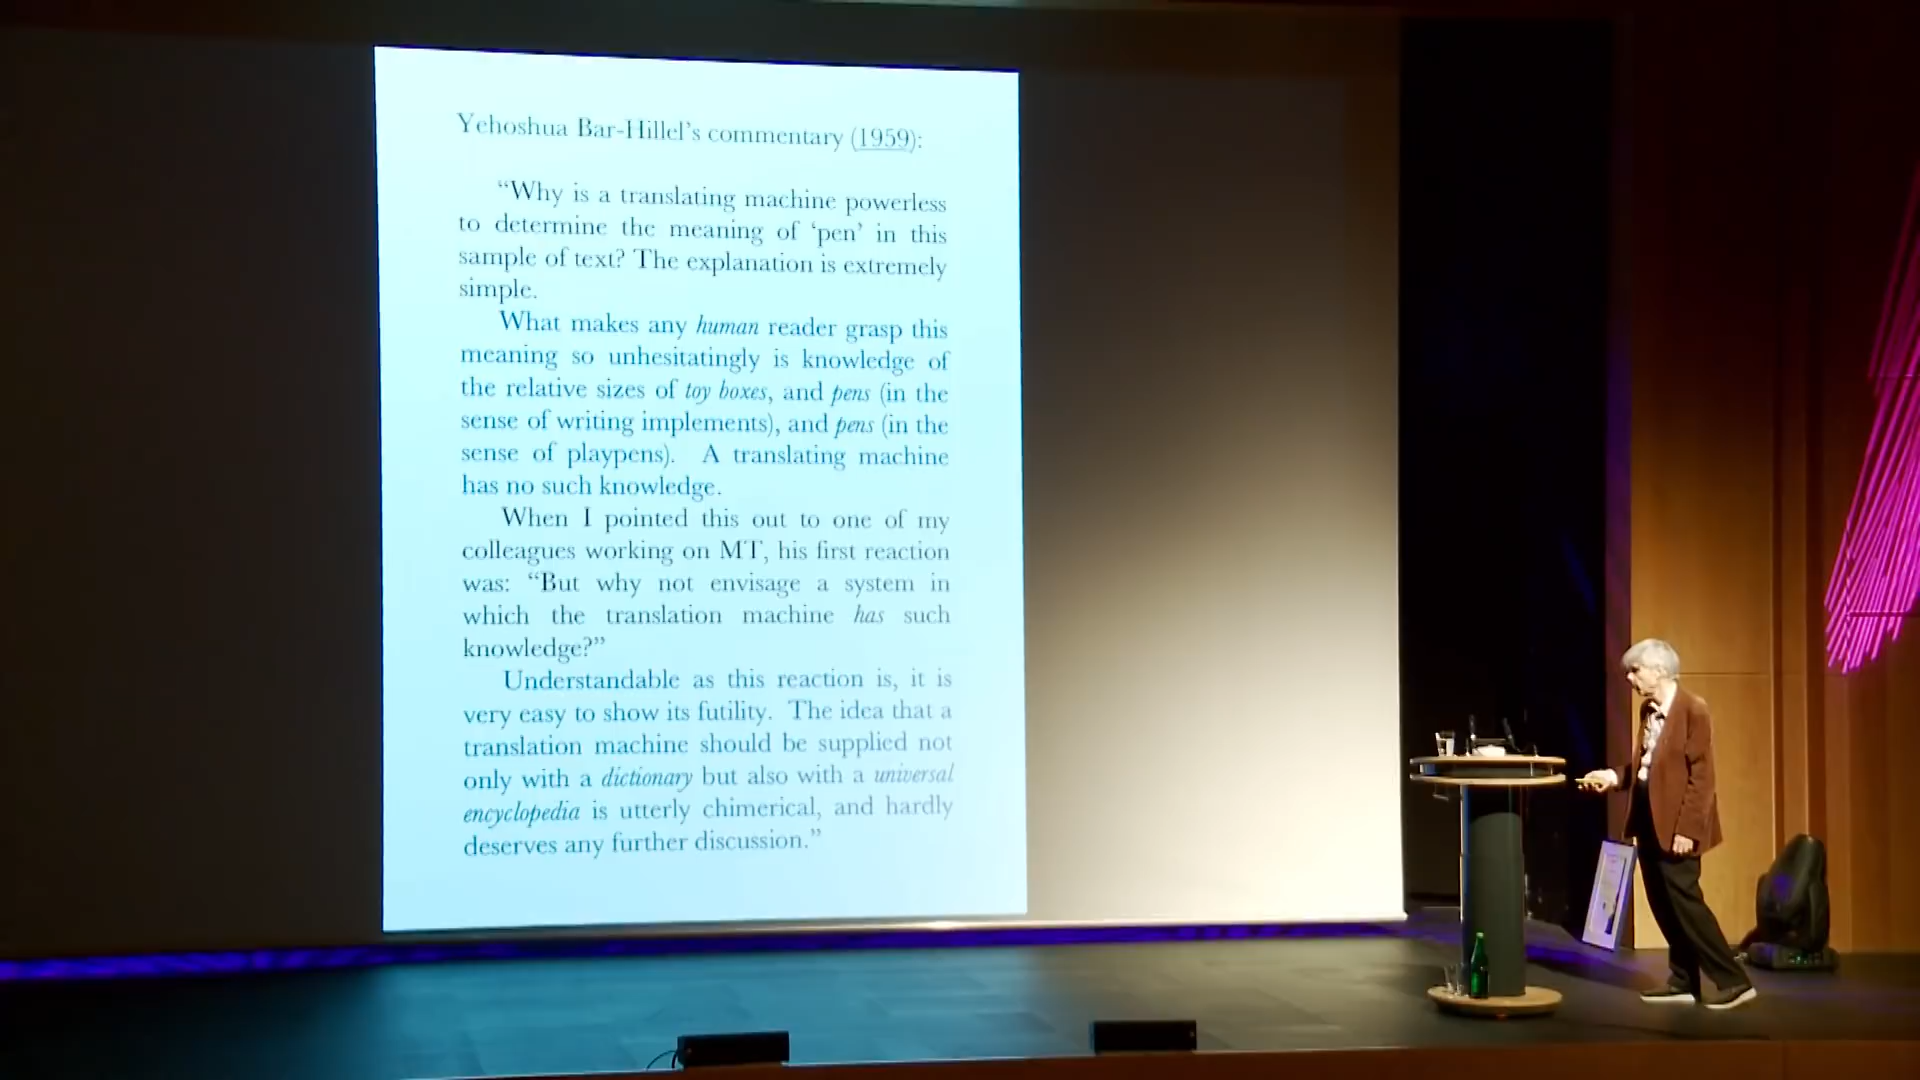 Yehoshua Bar-Hillel's commentary (1959):
“Why is a translating machine powerless
to determine the meaning of ‘pen’ in this
sample of text? The explanation is extremely
simple.
What makes any human reader grasp this
meaning so unhesitatingly is knowledge of
the relative sizes of toy boxes, and pens (in the
sense of writing implements), and pens (in the
sense of playpens). A translating machine
has no such knowledge.
When I pointed this out to one of my
colleagues working on MT, his first reaction
was: “But why not envisage a system in
which the translation machine has such
knowledge?”
Understandable as this reaction is, it is
very easy to show its futility. The idea that a
translation machine should be supplied not
only with a dictionary but also with a universal
encyclopedia is utterly chimerical, and hardly
deserves any further discussion.”